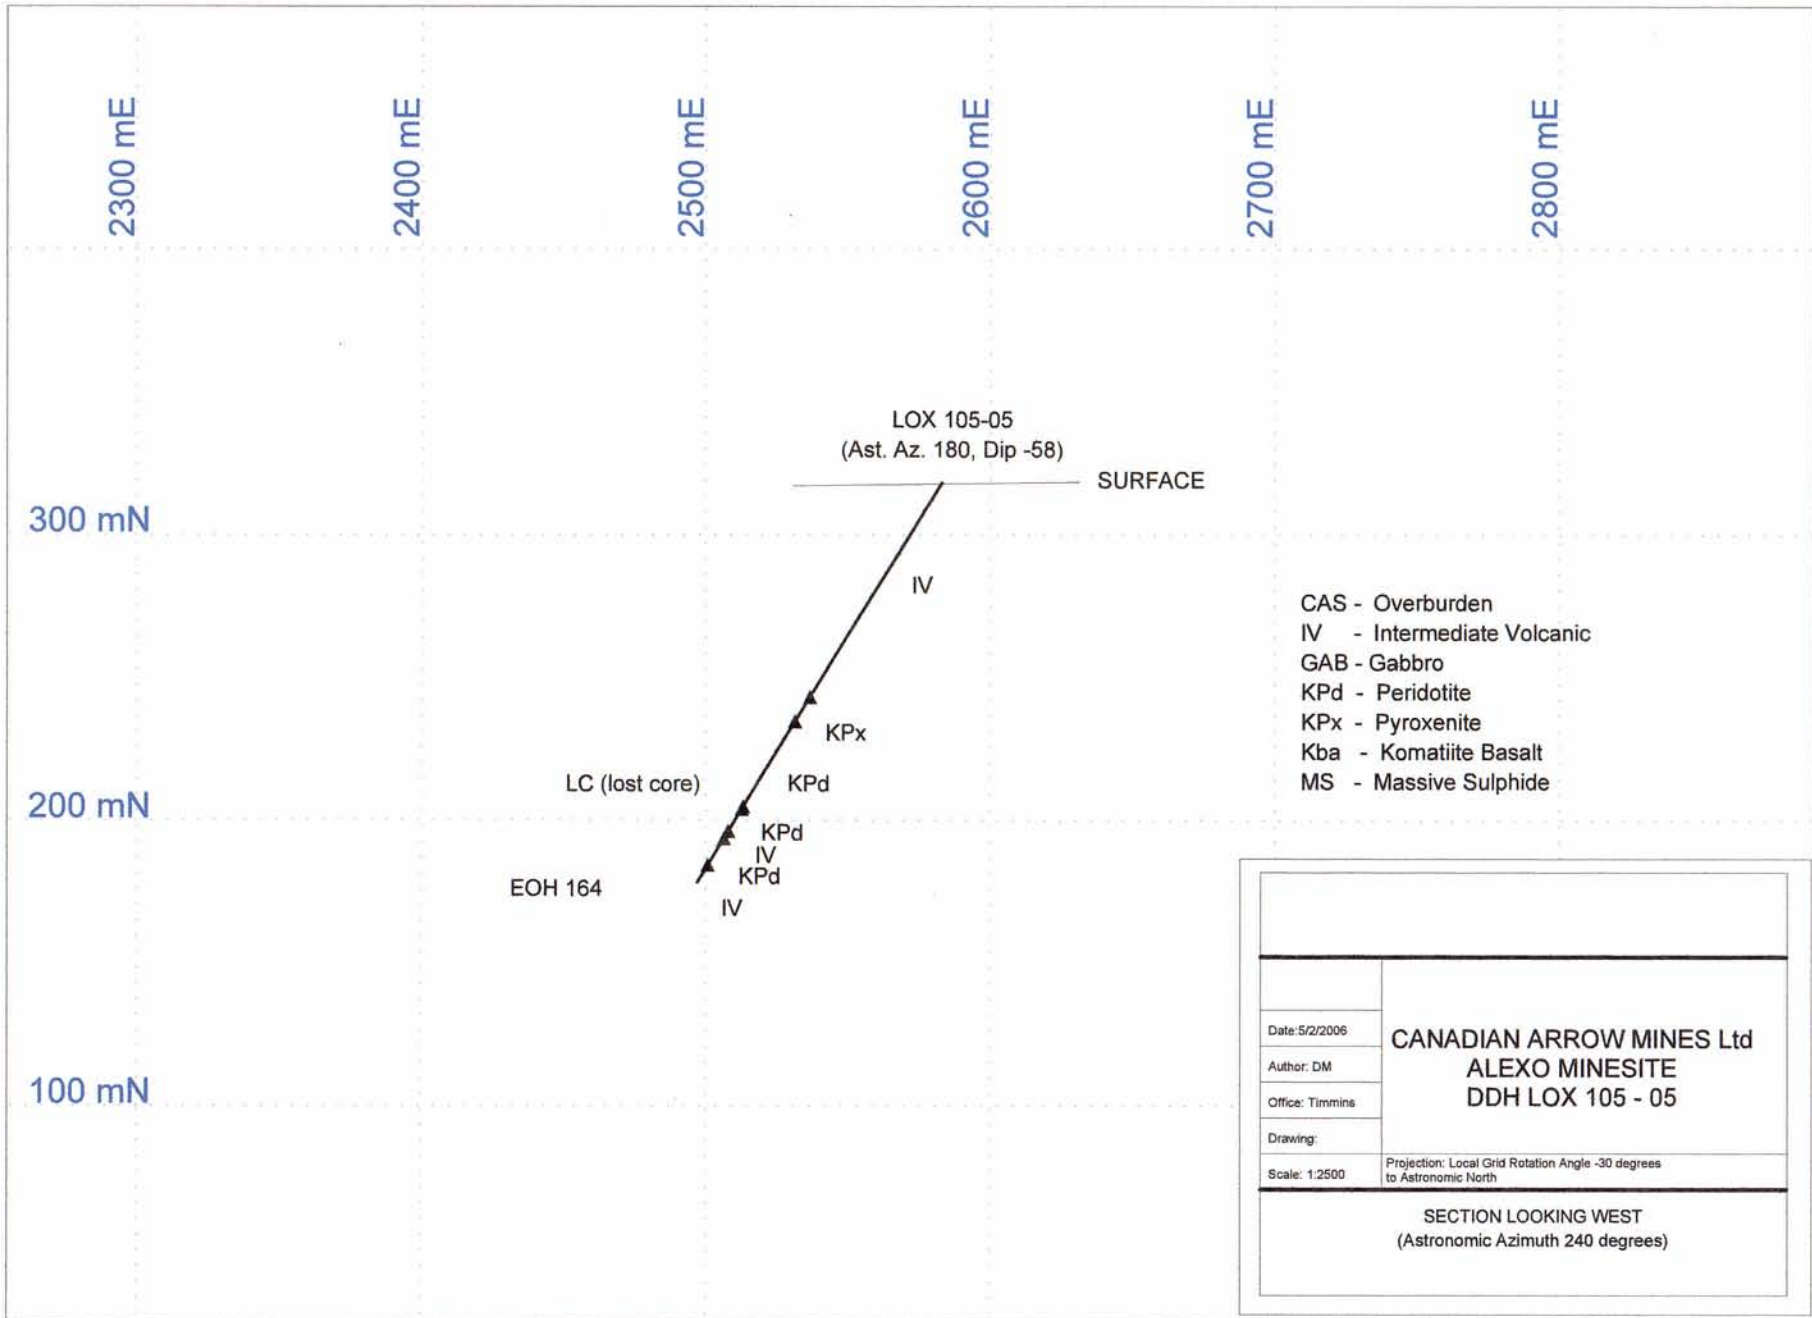 2300 mE
2400 mE
2500 mE
2600 mE
2700 mE
2800 mE
LOX 105-05
(Ast. Az. 180, Dip -58)
SURFACE
300 mN
IV
CAS - Overburden
IV - Intermediate Volcanic
GAB - Gabbro
KPd - Peridotite
KPx - Pyroxenite
Kba - Komatiite Basalt
MS - Massive Sulphide
KPx
LC (lost core)
KPd
200 mN
KPd
IV
KPd
EOH 164
IV
100 mN
Date:5/2/2006
Author: DM
Office: Timmins
Drawing:
Scale: 1:2500
CANADIAN ARROW MINES Ltd
ALEXO MINESITE
DDH LOX 105 - 05
Projection: Local Grid Rotation Angle -30 degrees
to Astronomic North
SECTION LOOKING WEST
(Astronomic Azimuth 240 degrees)